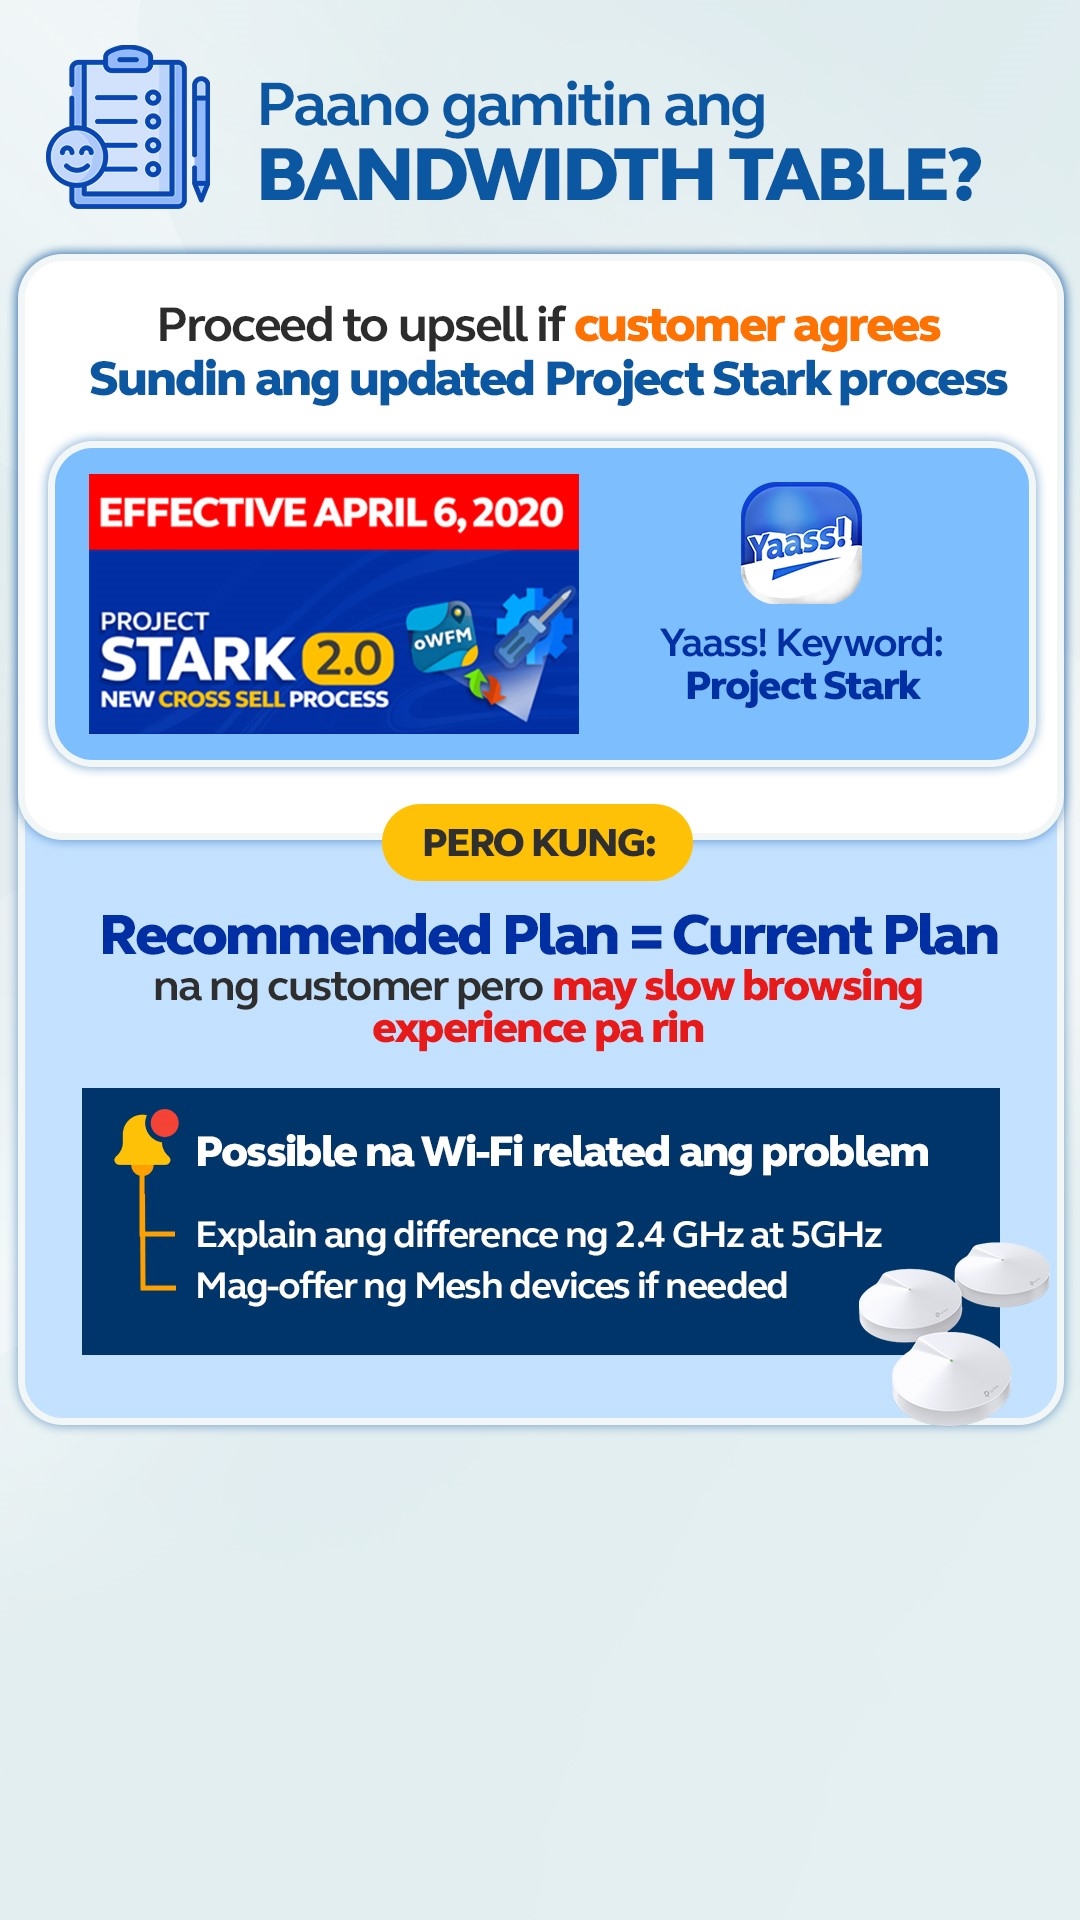 Paano gamitin ang
BANDWIDTH TABLE?
Proceed to upsell if customer agrees
Sundin ang updated Project Stark process
EFFECTIVE APRIL 6, 2020
PROJECT
STARK 2.0
NEW CROSS SELL PROCESS
oWFM
Yaass!
Yaass! Keyword:
Project Stark
PERO KUNG:
Recommended Plan = Current Plan
na ng customer pero may slow browsing
experience pa rin
Possible na Wi-Fi related ang problem
Explain ang difference ng 2.4 GHz at 5GHz
Mag-offer ng Mesh devices if needed